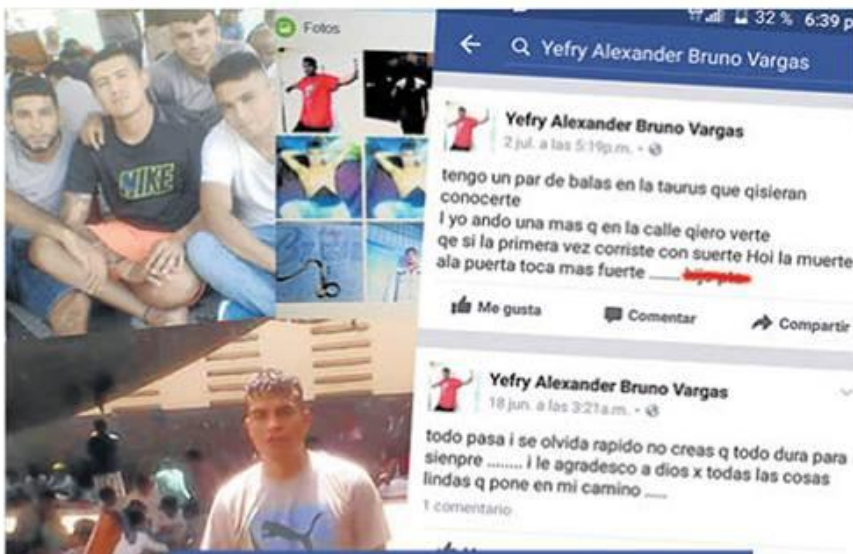 Fotos
NIKE
32 % 6:39 p
Yefry Alexander Bruno Vargas
Yefry Alexander Bruno Vargas
2 jul. a las 5:19p.m.
tengo un par de balas en la taurus que qisieran
conocerte
I yo ando una mas q en la calle qiero verte
qe si la primera vez corriste con suerte Hoi la muerte
ala puerta toca mas fuerte ......
Me gusta Comentar Compartir
Yefry Alexander Bruno Vargas
18 jun. a las 3:21a.m.
todo pasa i se olvida rapido no creas q todo dura para
sienpre ........ i le agradesco a dios x todas las cosas
lindas q pone en mi camino .....
1 comentario